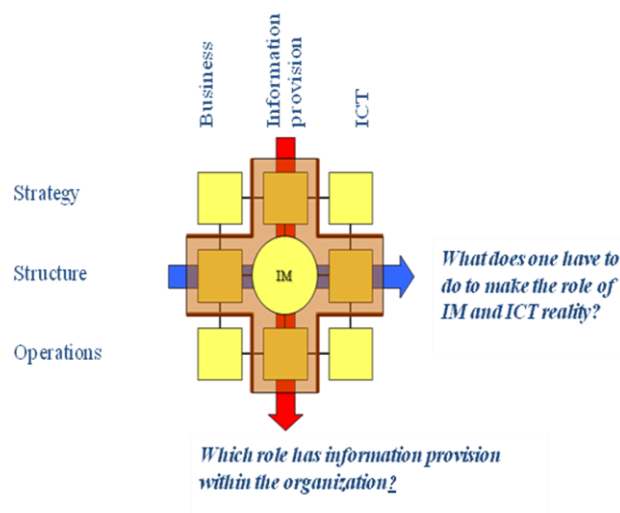 Business
Information
provision
ICT
Strategy
Structure
Operations
IM
What does one have to
do to make the role of
IM and ICT reality?
Which role has information provision
within the organization?